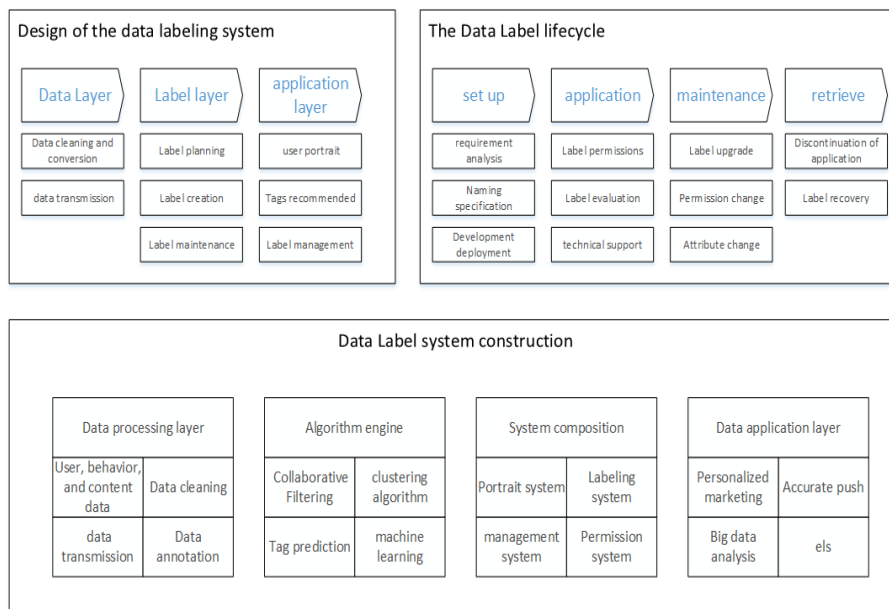 Design of the data labeling system
Data Layer
Label layer
application
layer
Data cleaning and
conversion
Label planning
user portrait
data transmission
Label creation
Tags recommended
Label maintenance
Label management
The Data Label lifecycle
set up
application
maintenance
retrieve
requirement
analysis
Label permissions
Label upgrade
Discontinuation of
application
Naming
specification
Label evaluation
Permission change
Label recovery
Development
deployment
technical support
Attribute change
Data Label system construction
Data processing layer
User, behavior,
and content
data
Data cleaning
data
transmission
Data
annotation
Algorithm engine
Collaborative
Filtering
clustering
algorithm
Tag prediction
machine
learning
System composition
Portrait system
Labeling
system
management
system
Permission
system
Data application layer
Personalized
marketing
Accurate push
Big data
analysis
els